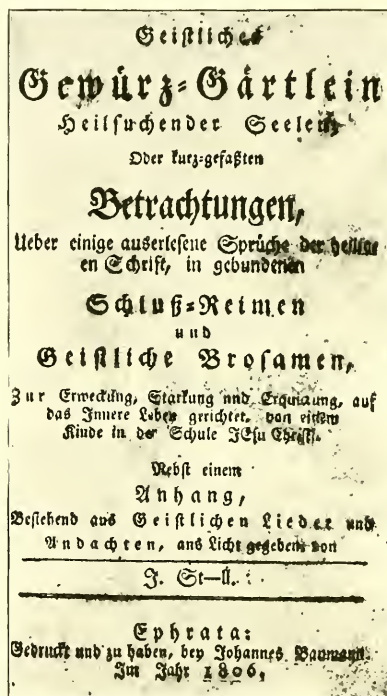 Geistliches
Gewürz=Gärtlein
Heilsuchender Seelen,
Oder kurz=gefaßten
Betrachtungen,
Ueber einige auserlesene Sprüche der heilig=
en Schrift, in gebundenen
Schluß=Reimen
und
Geistliche Brosamen,
Zur Erweckung, Stärkung und Erquickung, auf
das Innere Leben gerichtet, von einem
Kinde in der Schule JEsu Christi.
Nebst einem
Anhang,
Bestehend aus Geistlichen Lieder und
Andachten, ans Licht gegeben von
J. St—ll.
Ephrata:
Gedruckt und zu haben, bey Johannes Baumann.
Im Jahr 1806,